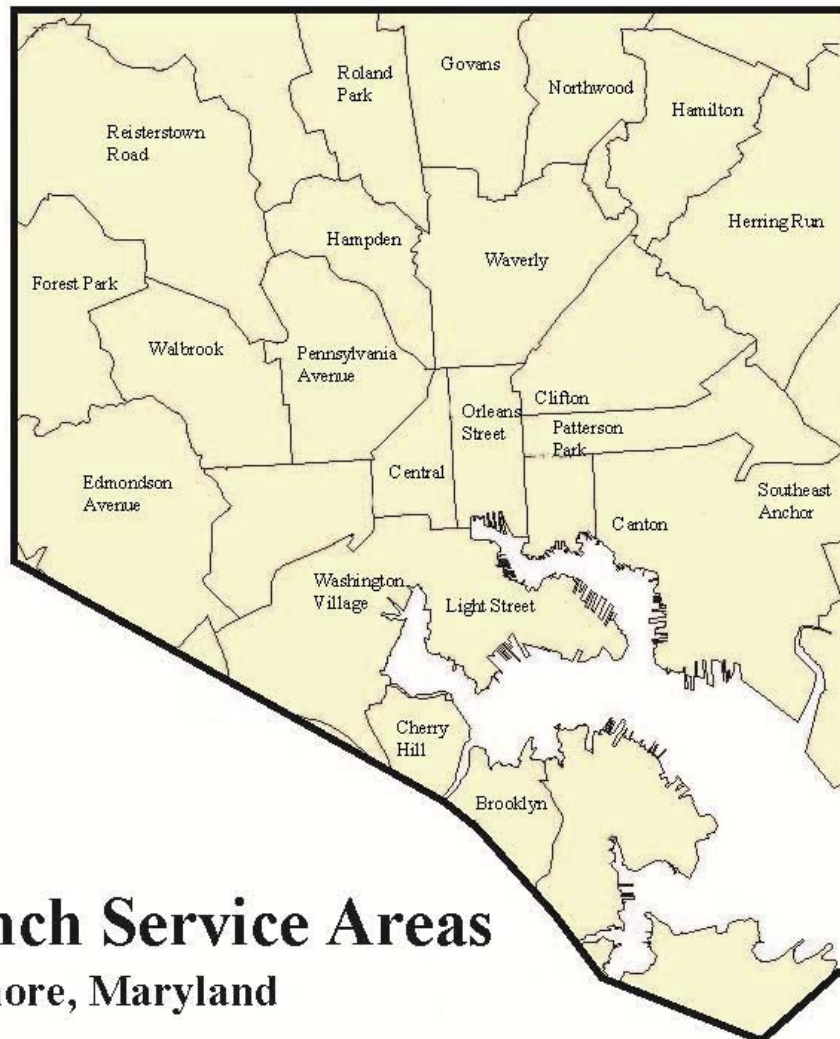 Roland
Park
Govans
Northwood
Hamilton
Reisterstown
Road
Herring Run
Hampden
Waverly
Forest Park
Walbrook
Pennsylvania
Avenue
Clifton
Orleans
Street
Patterson
Park
Central
Edmondson
Avenue
Southeast
Anchor
Canton
Washington
Village
Light Street
Cherry
Hill
Brooklyn
nch Service Areas
nore, Maryland